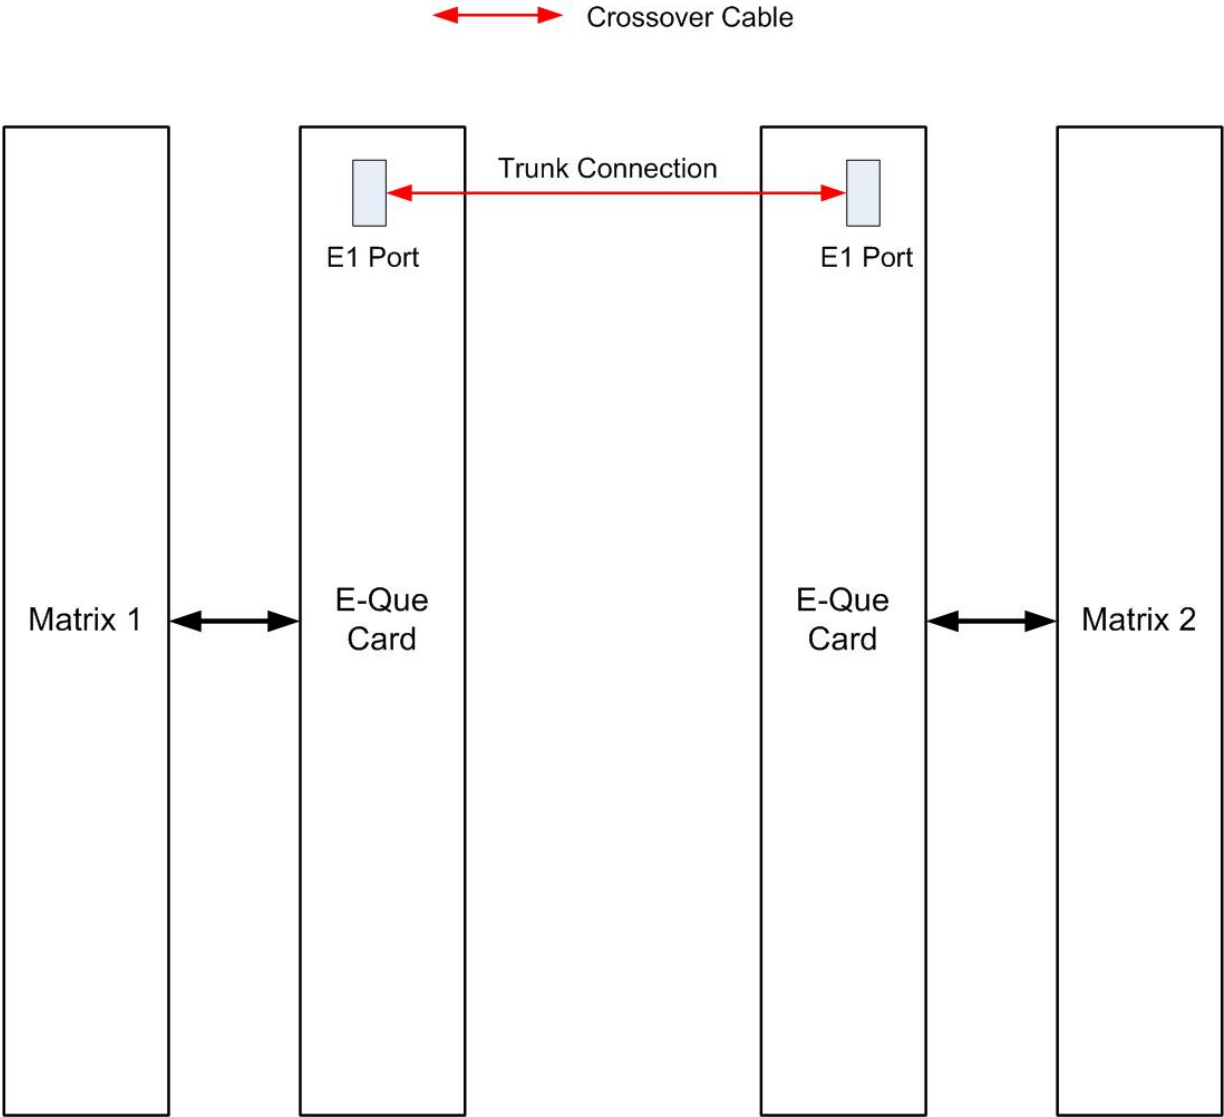 Crossover Cable
Trunk Connection
E1 Port
E1 Port
Matrix 1
E-Que
Card
E-Que
Card
Matrix 2